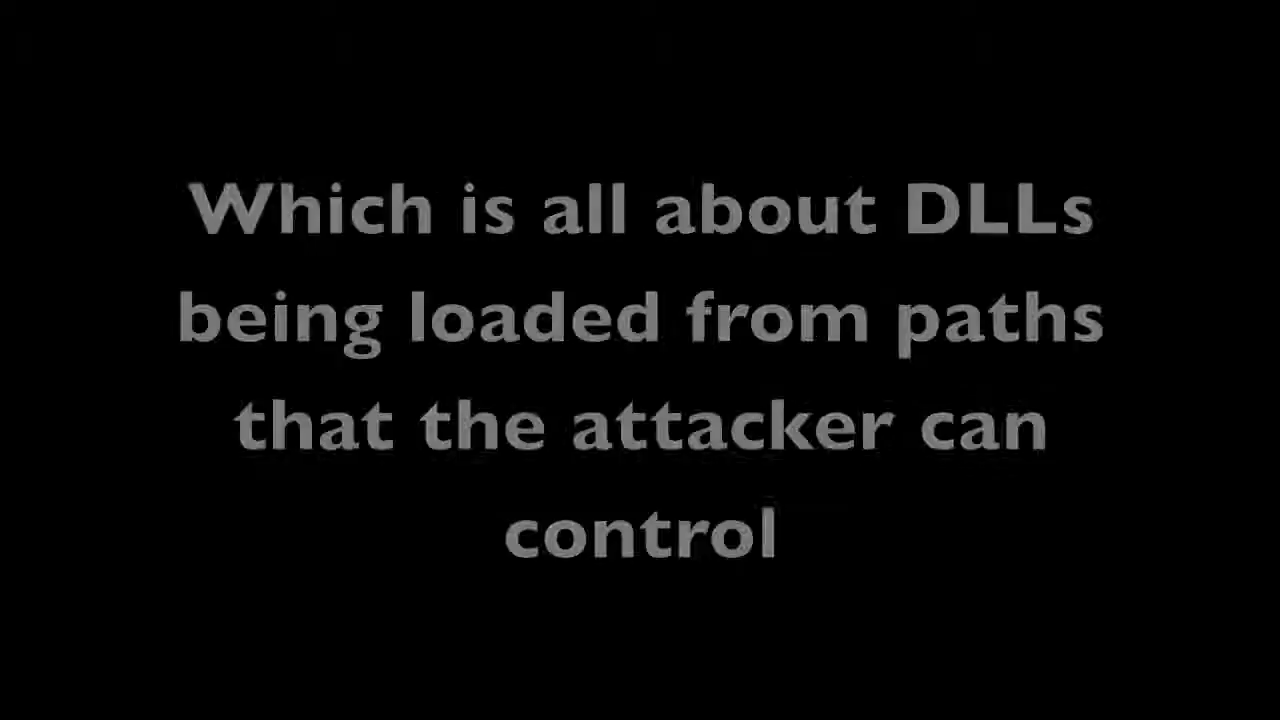 Which is all about DLLs
being loaded from paths
that the attacker can
control